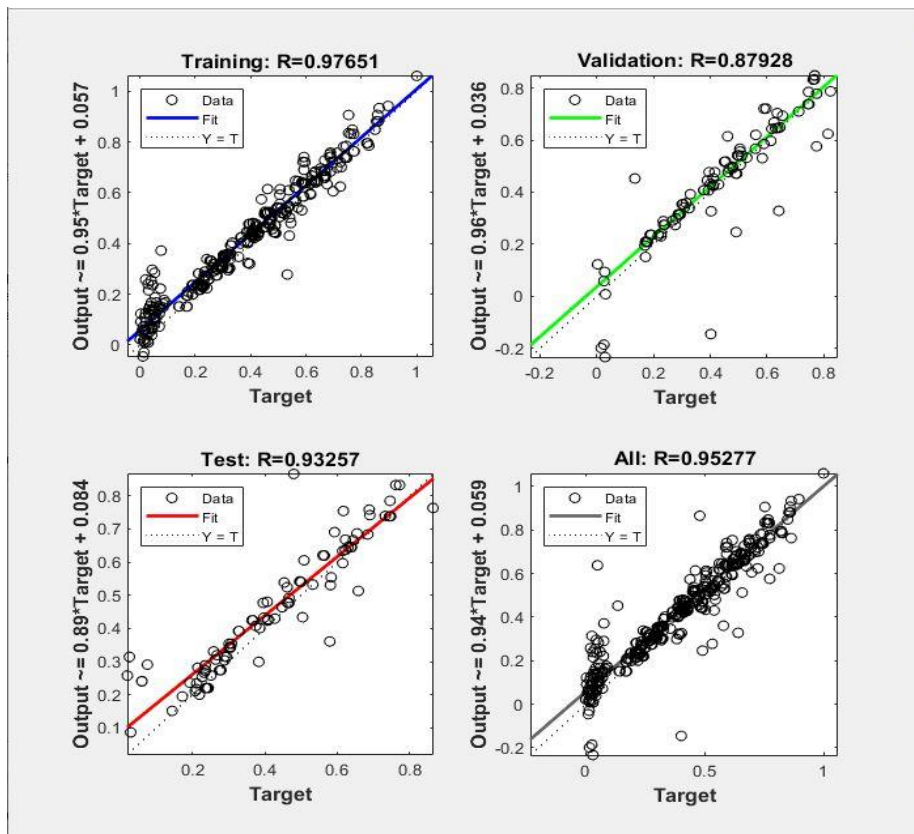 Training: R=0.97651
Output ~= 0.95*Target + 0.057
1
0.8
0.6
0.4
0.2
0
Data
Fit
Y = T
0
0.2
0.4
0.6
0.8
1
Target
Validation: R=0.87928
Output ~= 0.96*Target + 0.036
0.8
0.6
0.4
0.2
0
-0.2
Data
Fit
Y = T
-0.2
0
0.2
0.4
0.6
0.8
Target
Test: R=0.93257
Output ~= 0.89*Target + 0.084
0.8
0.7
0.6
0.5
0.4
0.3
0.2
0.1
Data
Fit
Y = T
0.2
0.4
0.6
0.8
Target
All: R=0.95277
Output ~= 0.94*Target + 0.059
1
0.8
0.6
0.4
0.2
0
-0.2
Data
Fit
Y = T
0
0.5
1
Target